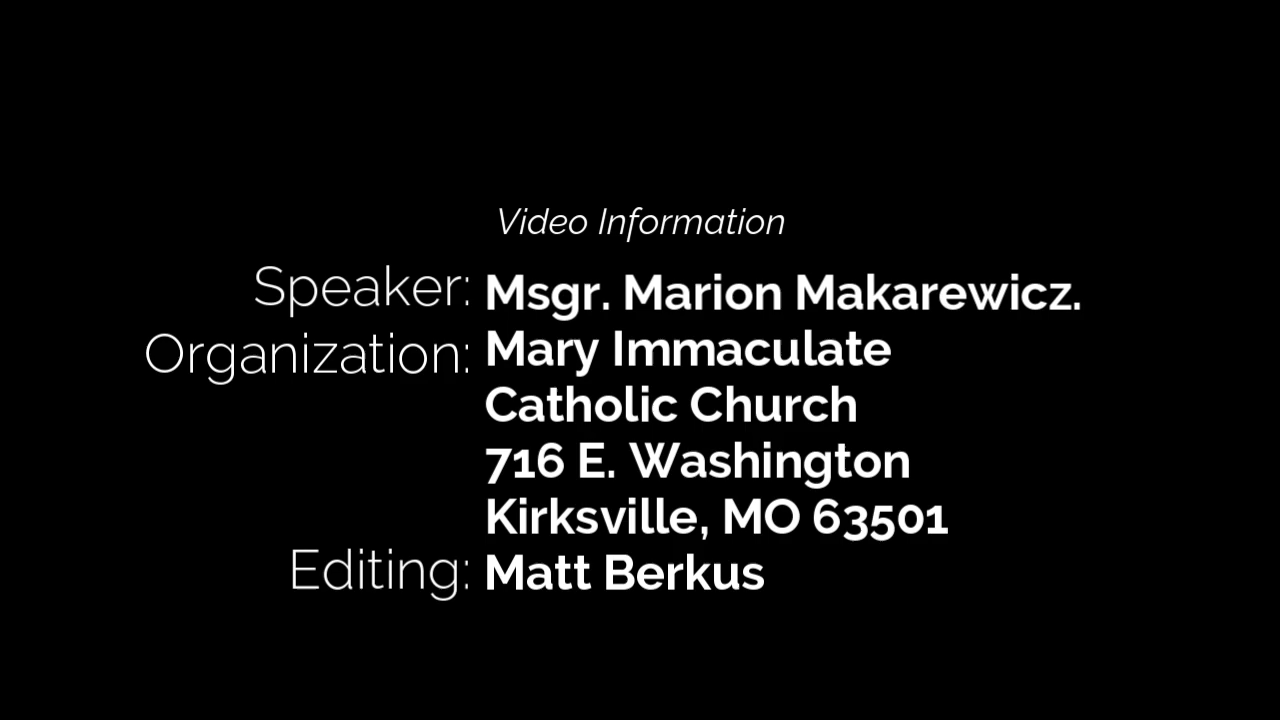 Video Information
Speaker: Msgr. Marion Makarewicz.
Organization: Mary Immaculate
Catholic Church
716 E. Washington
Kirksville, MO 63501
Editing: Matt Berkus